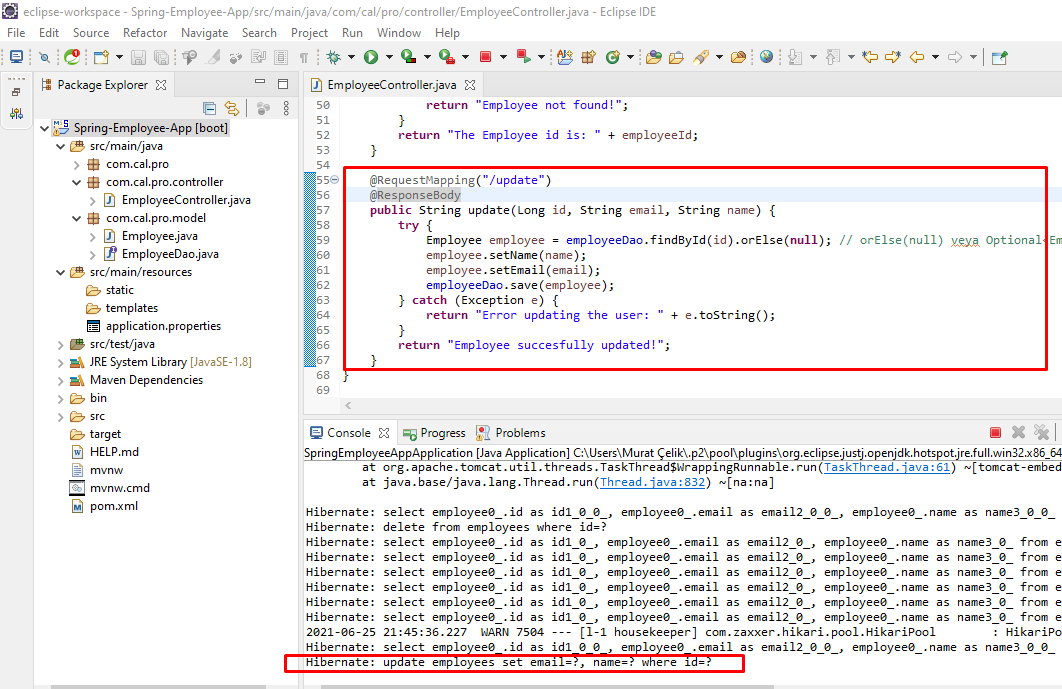 eclipse-workspace - Spring-Employee-App/src/main/java/com/cal/pro/controller/EmployeeController.java - Eclipse IDE
File Edit Source Refactor Navigate Search Project Run Window Help
Package Explorer
EmployeeController.java
Spring-Employee-App [boot]
src/main/java
com.cal.pro
com.cal.pro.controller
EmployeeController.java
com.cal.pro.model
Employee.java
EmployeeDao.java
src/main/resources
static
templates
application.properties
src/test/java
JRE System Library [JavaSE-1.8]
Maven Dependencies
bin
src
target
HELP.md
mvnw
mvnw.cmd
pom.xml
50 return "Employee not found!";
51 }
52 return "The Employee id is: " + employeeId;
53 }
54
55 @RequestMapping("/update")
56 @ResponseBody
57 public String update(Long id, String email, String name) {
58 try {
59 Employee employee = employeeDao.findById(id).orElse(null); // orElse(null) veya Optional<Em
60 employee.setName(name);
61 employee.setEmail(email);
62 employeeDao.save(employee);
63 } catch (Exception e) {
64 return "Error updating the user: " + e.toString();
65 }
66 return "Employee succesfully updated!";
67 }
68 }
69
Console Progress Problems
SpringEmployeeAppApplication [Java Application] C:\Users\Murat Çelik\.p2\pool\plugins\org.eclipse.justj.openjdk.hotspot.jre.full.win32.x86_64
at org.apache.tomcat.util.threads.TaskThread$WrappingRunnable.run(TaskThread.java:61) ~[tomcat-embed
at java.base/java.lang.Thread.run(Thread.java:832) ~[na:na]
Hibernate: select employee0_.id as id1_0_0_, employee0_.email as email2_0_0_, employee0_.name as name3_0_0_
Hibernate: delete from employees where id=?
Hibernate: select employee0_.id as id1_0_, employee0_.email as email2_0_, employee0_.name as name3_0_ from e
Hibernate: select employee0_.id as id1_0_, employee0_.email as email2_0_, employee0_.name as name3_0_ from e
Hibernate: select employee0_.id as id1_0_, employee0_.email as email2_0_, employee0_.name as name3_0_ from e
Hibernate: select employee0_.id as id1_0_, employee0_.email as email2_0_, employee0_.name as name3_0_ from e
Hibernate: select employee0_.id as id1_0_, employee0_.email as email2_0_, employee0_.name as name3_0_ from e
Hibernate: select employee0_.id as id1_0_, employee0_.email as email2_0_, employee0_.name as name3_0_ from e
2021-06-25 21:45:36.227 WARN 7504 --- [l-1 housekeeper] com.zaxxer.hikari.pool.HikariPool : HikariPo
Hibernate: select employee0_.id as id1_0_0_, employee0_.email as email2_0_0_, employee0_.name as name3_0_0_
Hibernate: update employees set email=?, name=? where id=?